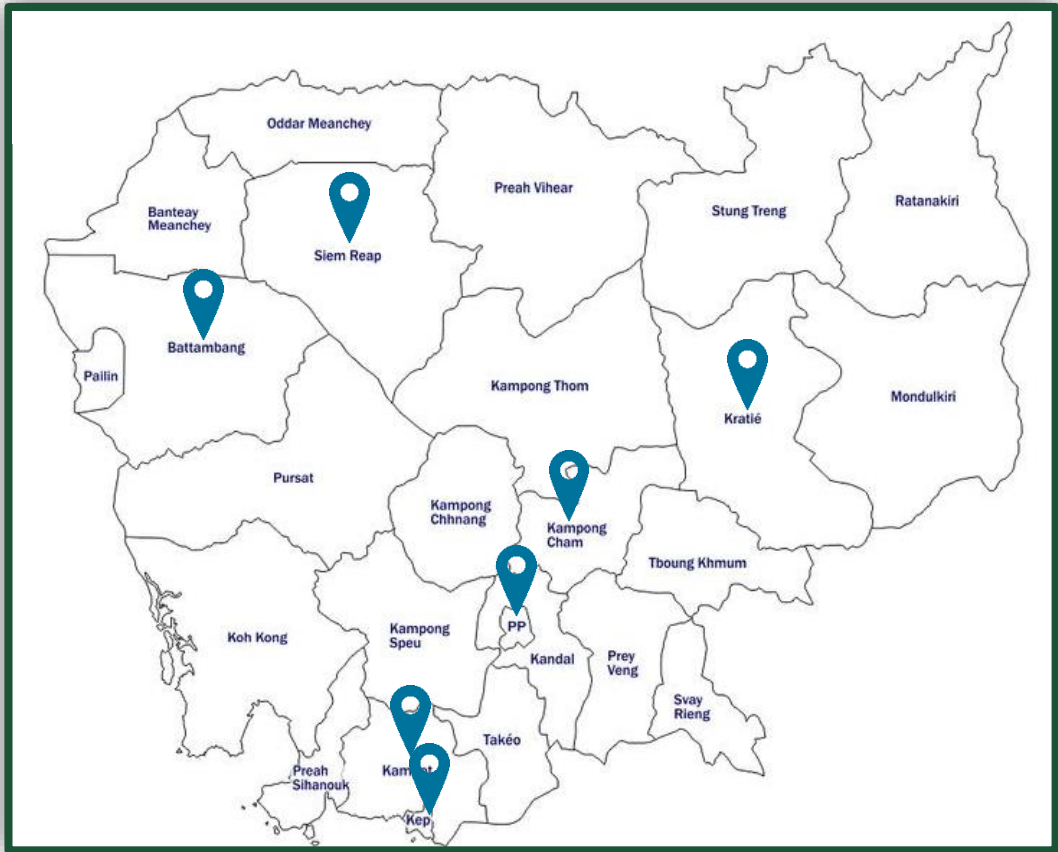 Oddar Meanchey
Preah Vihear
Stung Treng
Ratanakiri
Banteay
Meanchey
Siem Reap
Battambang
Pailin
Kampong Thom
Kratié
Mondulkiri
Pursat
Kampong
Chhnang
Kampong
Cham
Tboung Khmum
Koh Kong
Kampong
Speu
PP
Kandal
Prey
Veng
Svay
Rieng
Takéo
Preah
Sihanouk
Kep